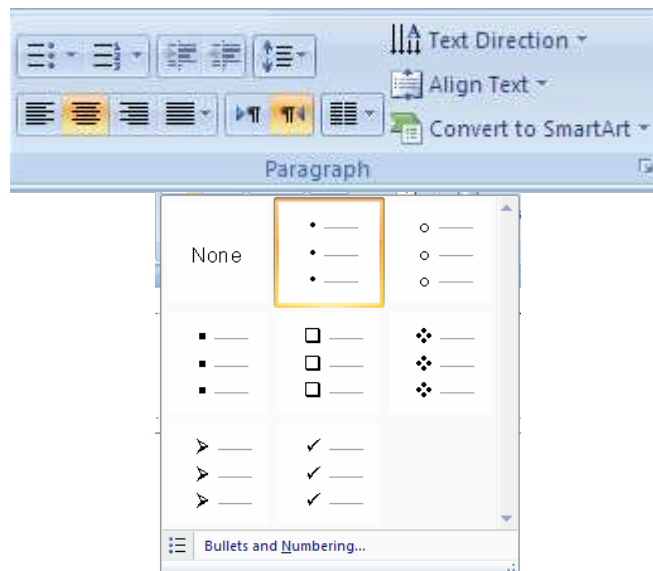 Text Direction
Align Text
Convert to SmartArt
Paragraph
None
Bullets and Numbering...